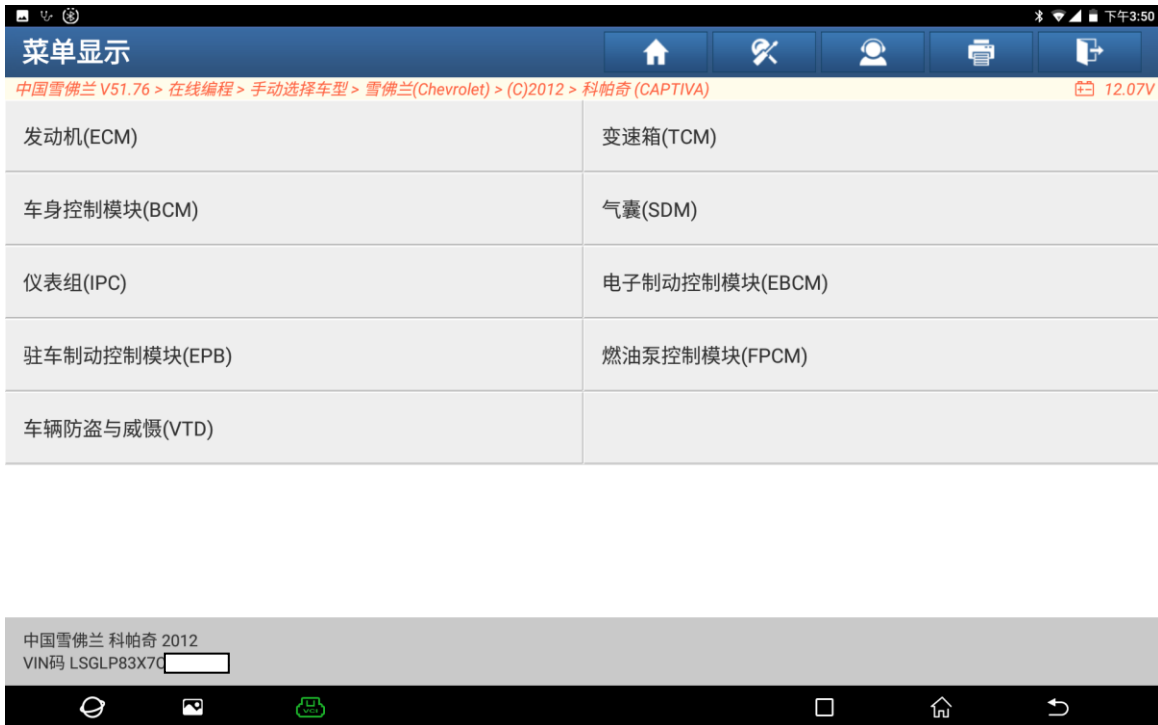 下午3:50
菜单显示
中国雪佛兰 V51.76 > 在线编程 > 手动选择车型 > 雪佛兰(Chevrolet) > (C)2012 > 科帕奇 (CAPTIVA) 12.07V
发动机(ECM) 变速箱(TCM)
车身控制模块(BCM) 气囊(SDM)
仪表组(IPC) 电子制动控制模块(EBCM)
驻车制动控制模块(EPB) 燃油泵控制模块(FPCM)
车辆防盗与威慑(VTD)
中国雪佛兰 科帕奇 2012
VIN码 LSGLP83X7C
VCI